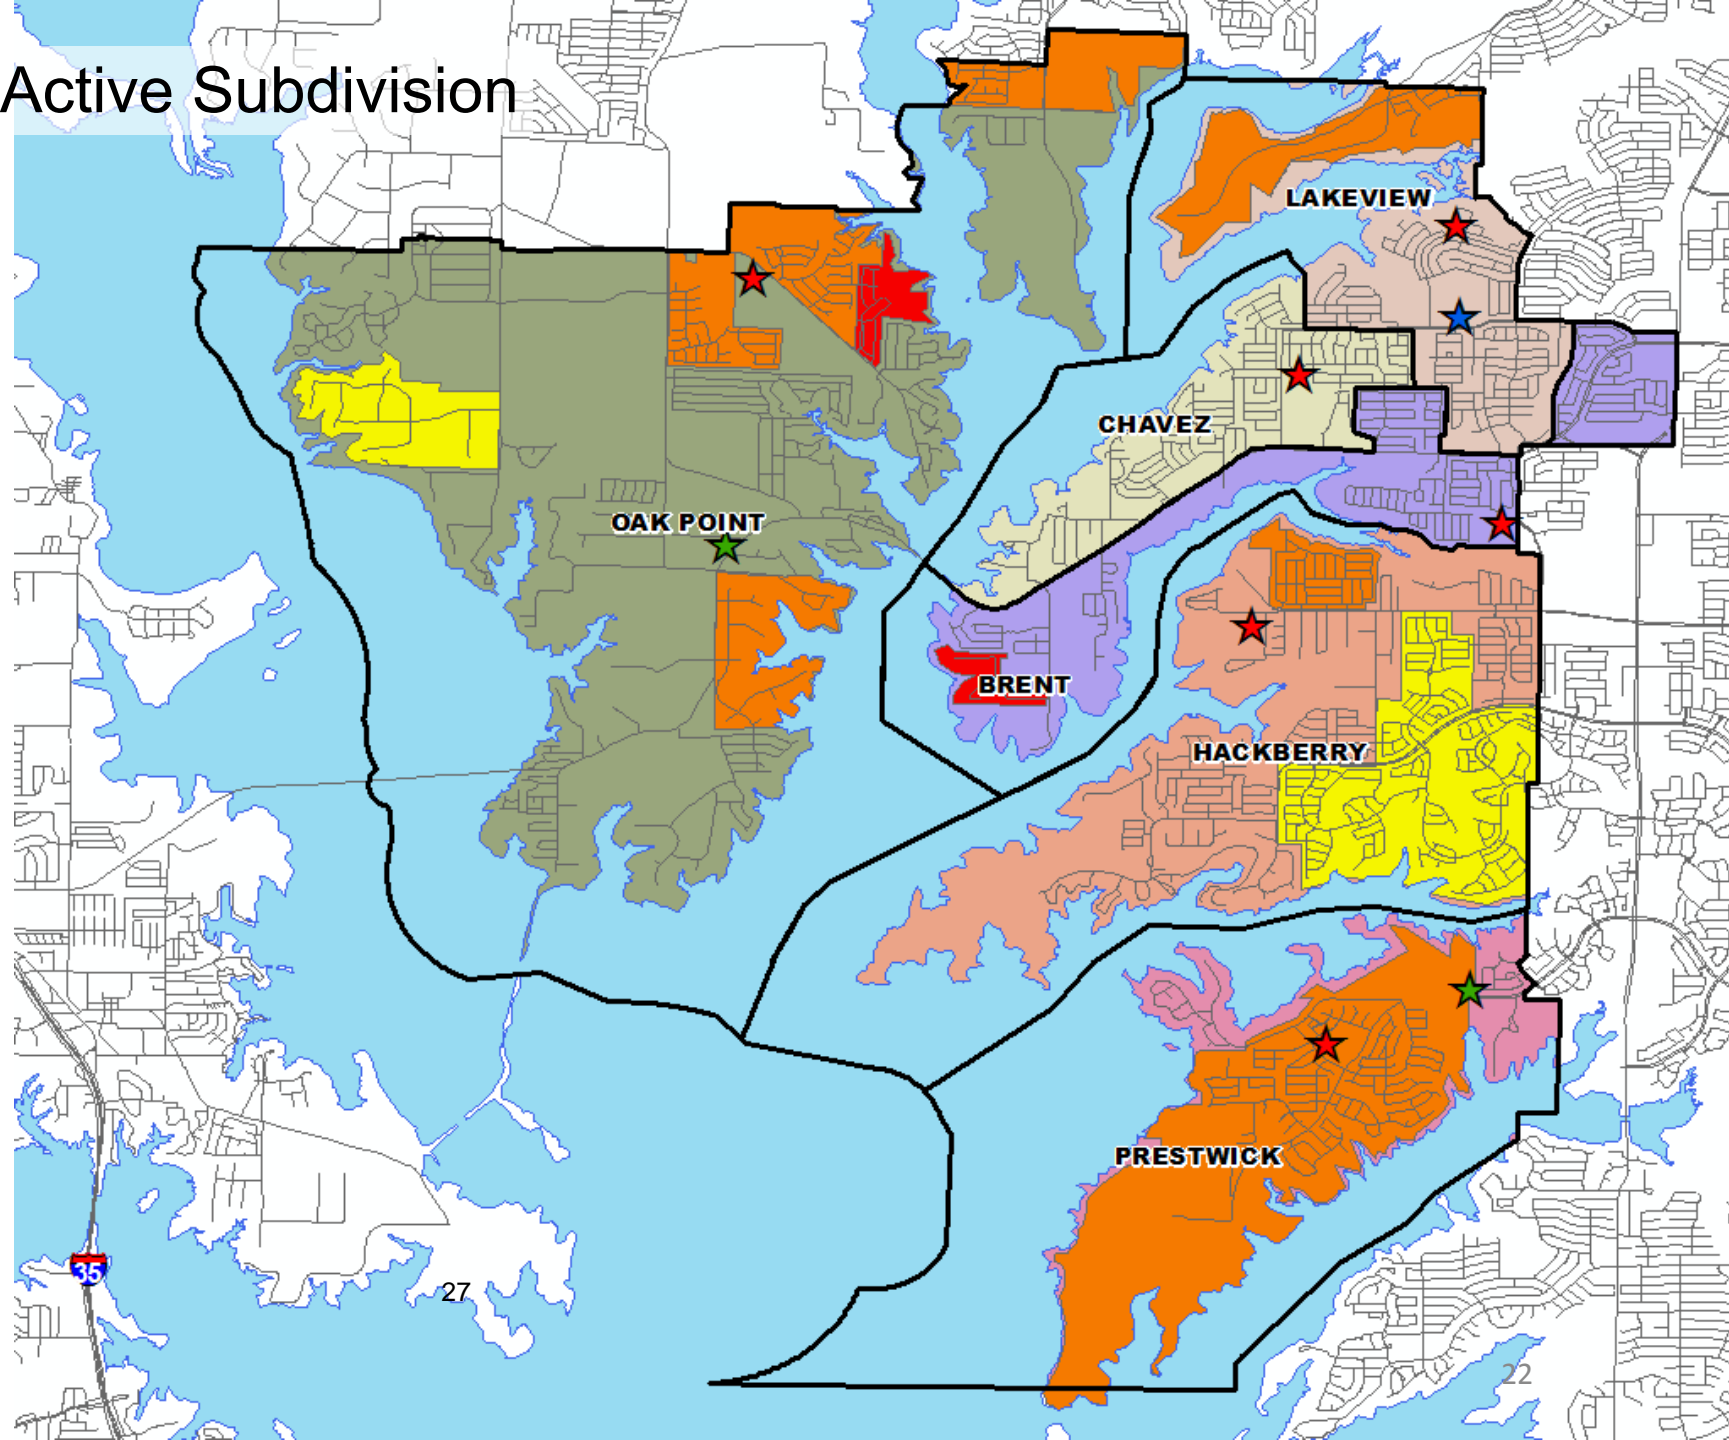 Active Subdivision
LAKEVIEW
CHAVEZ
OAK POINT
BRENT
HACKBERRY
PRESTWICK
35
27
22